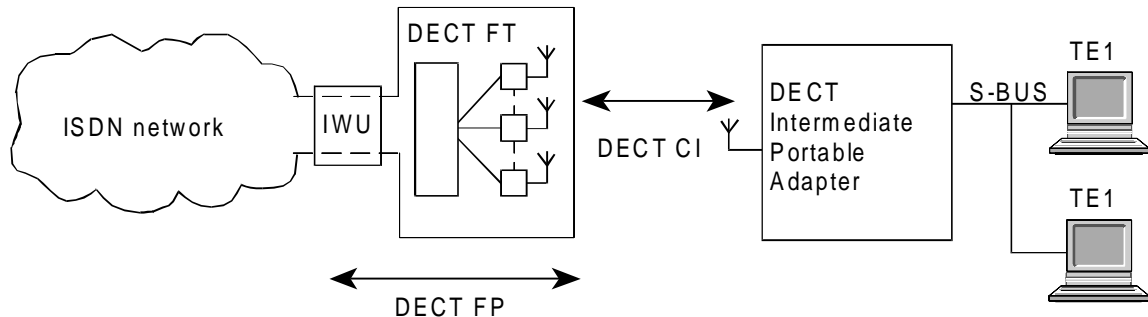 ISDN network
IWU
DECT FT
DECT FP
DECT CI
DECT
Intermediate
Portable
Adapter
S-BUS
TE1
TE1